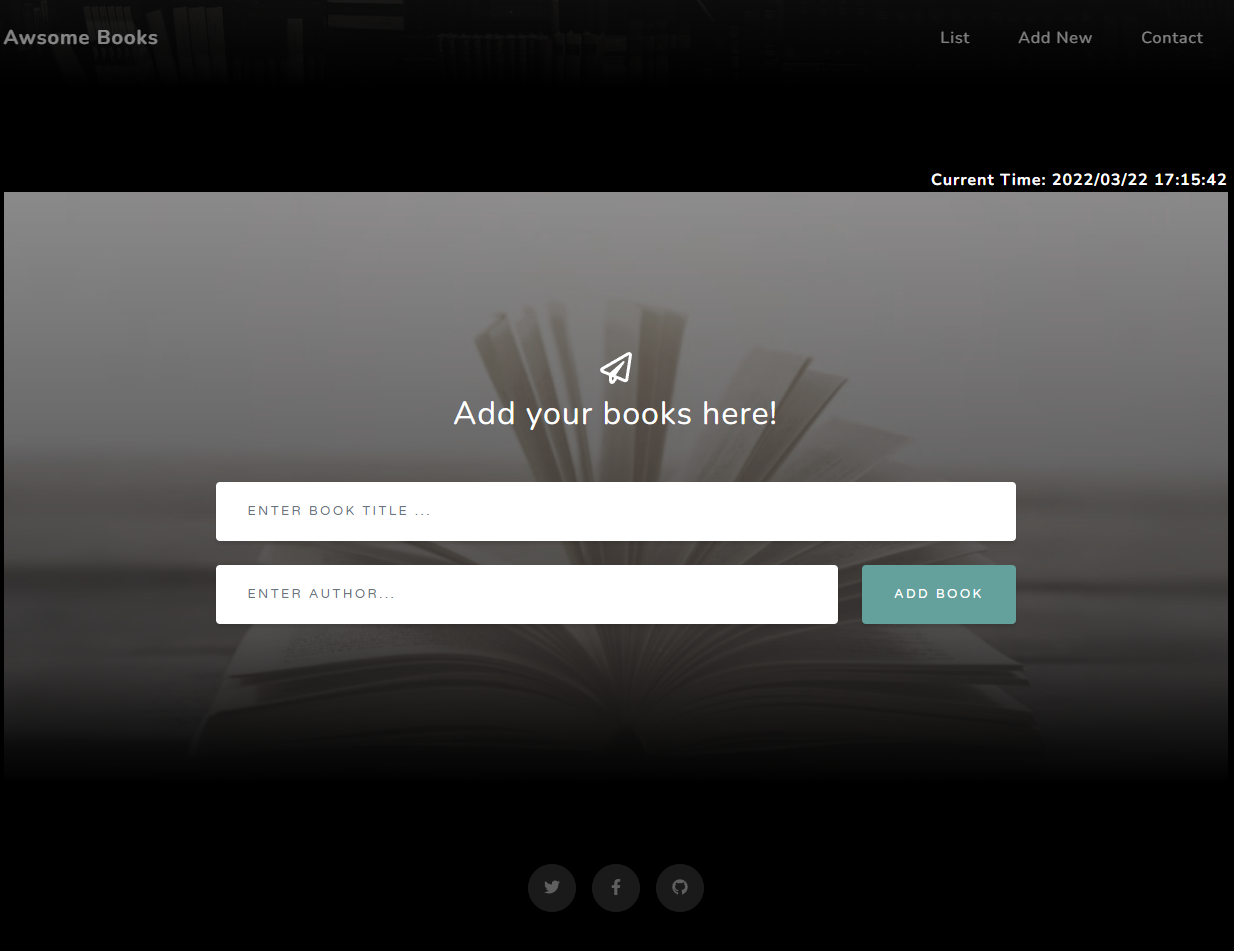 Awsome Books
List
Add New
Contact
Current Time: 2022/03/22 17:15:42
Add your books here!
ENTER BOOK TITLE ...
ENTER AUTHOR...
ADD BOOK